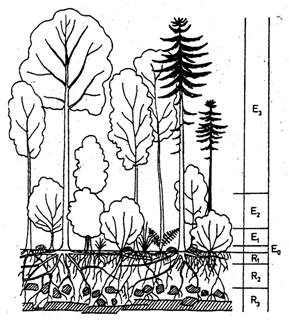 E₃
E₂
E₁
E₀
R₁
R₂
R₃